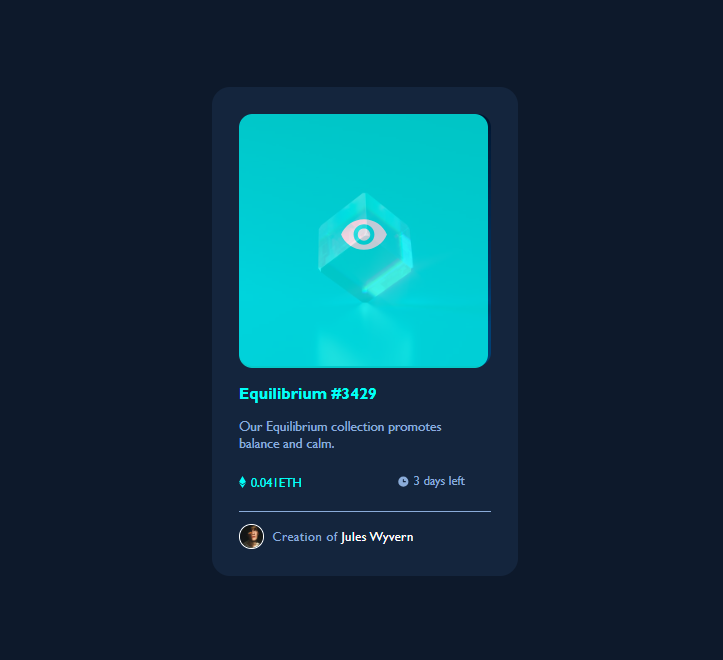 Equilibrium #3429
Our Equilibrium collection promotes
balance and calm.
0.041ETH 3 days left
Creation of Jules Wyvern